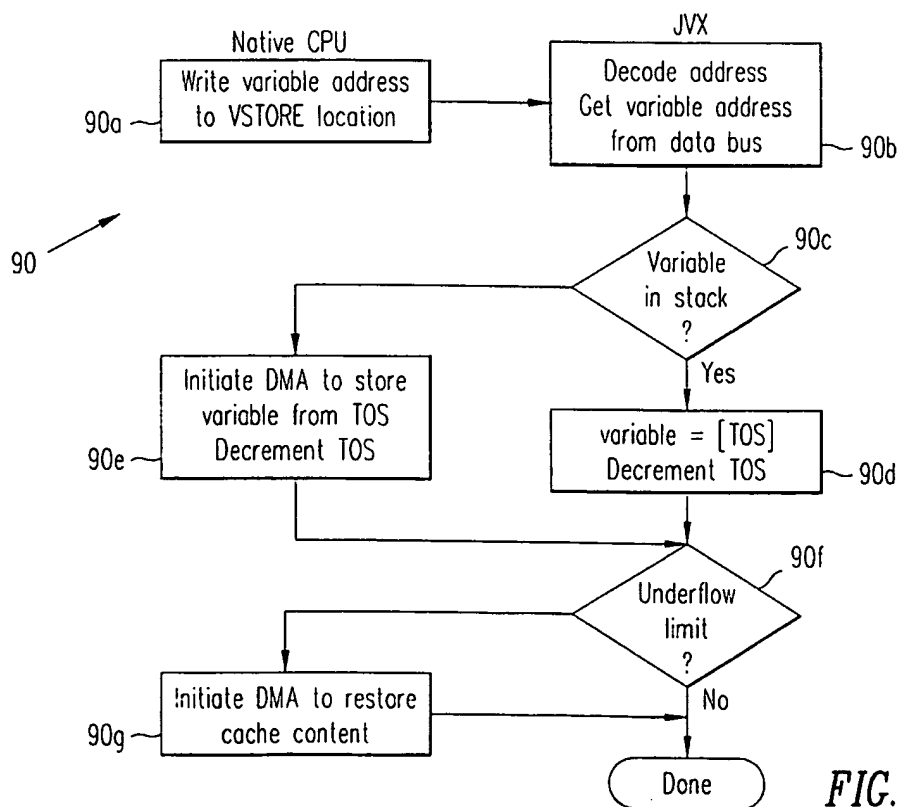 Native CPU
JVX
Write variable address
to VSTORE location
90a
Decode address
Get variable address
from data bus
90b
90
90c
Variable
in stack
?
Yes
Initiate DMA to store
variable from TOS
Decrement TOS
90e
variable = [TOS]
Decrement TOS
90d
90f
Underflow
limit
?
No
Initiate DMA to restore
cache content
90g
Done
FIG.